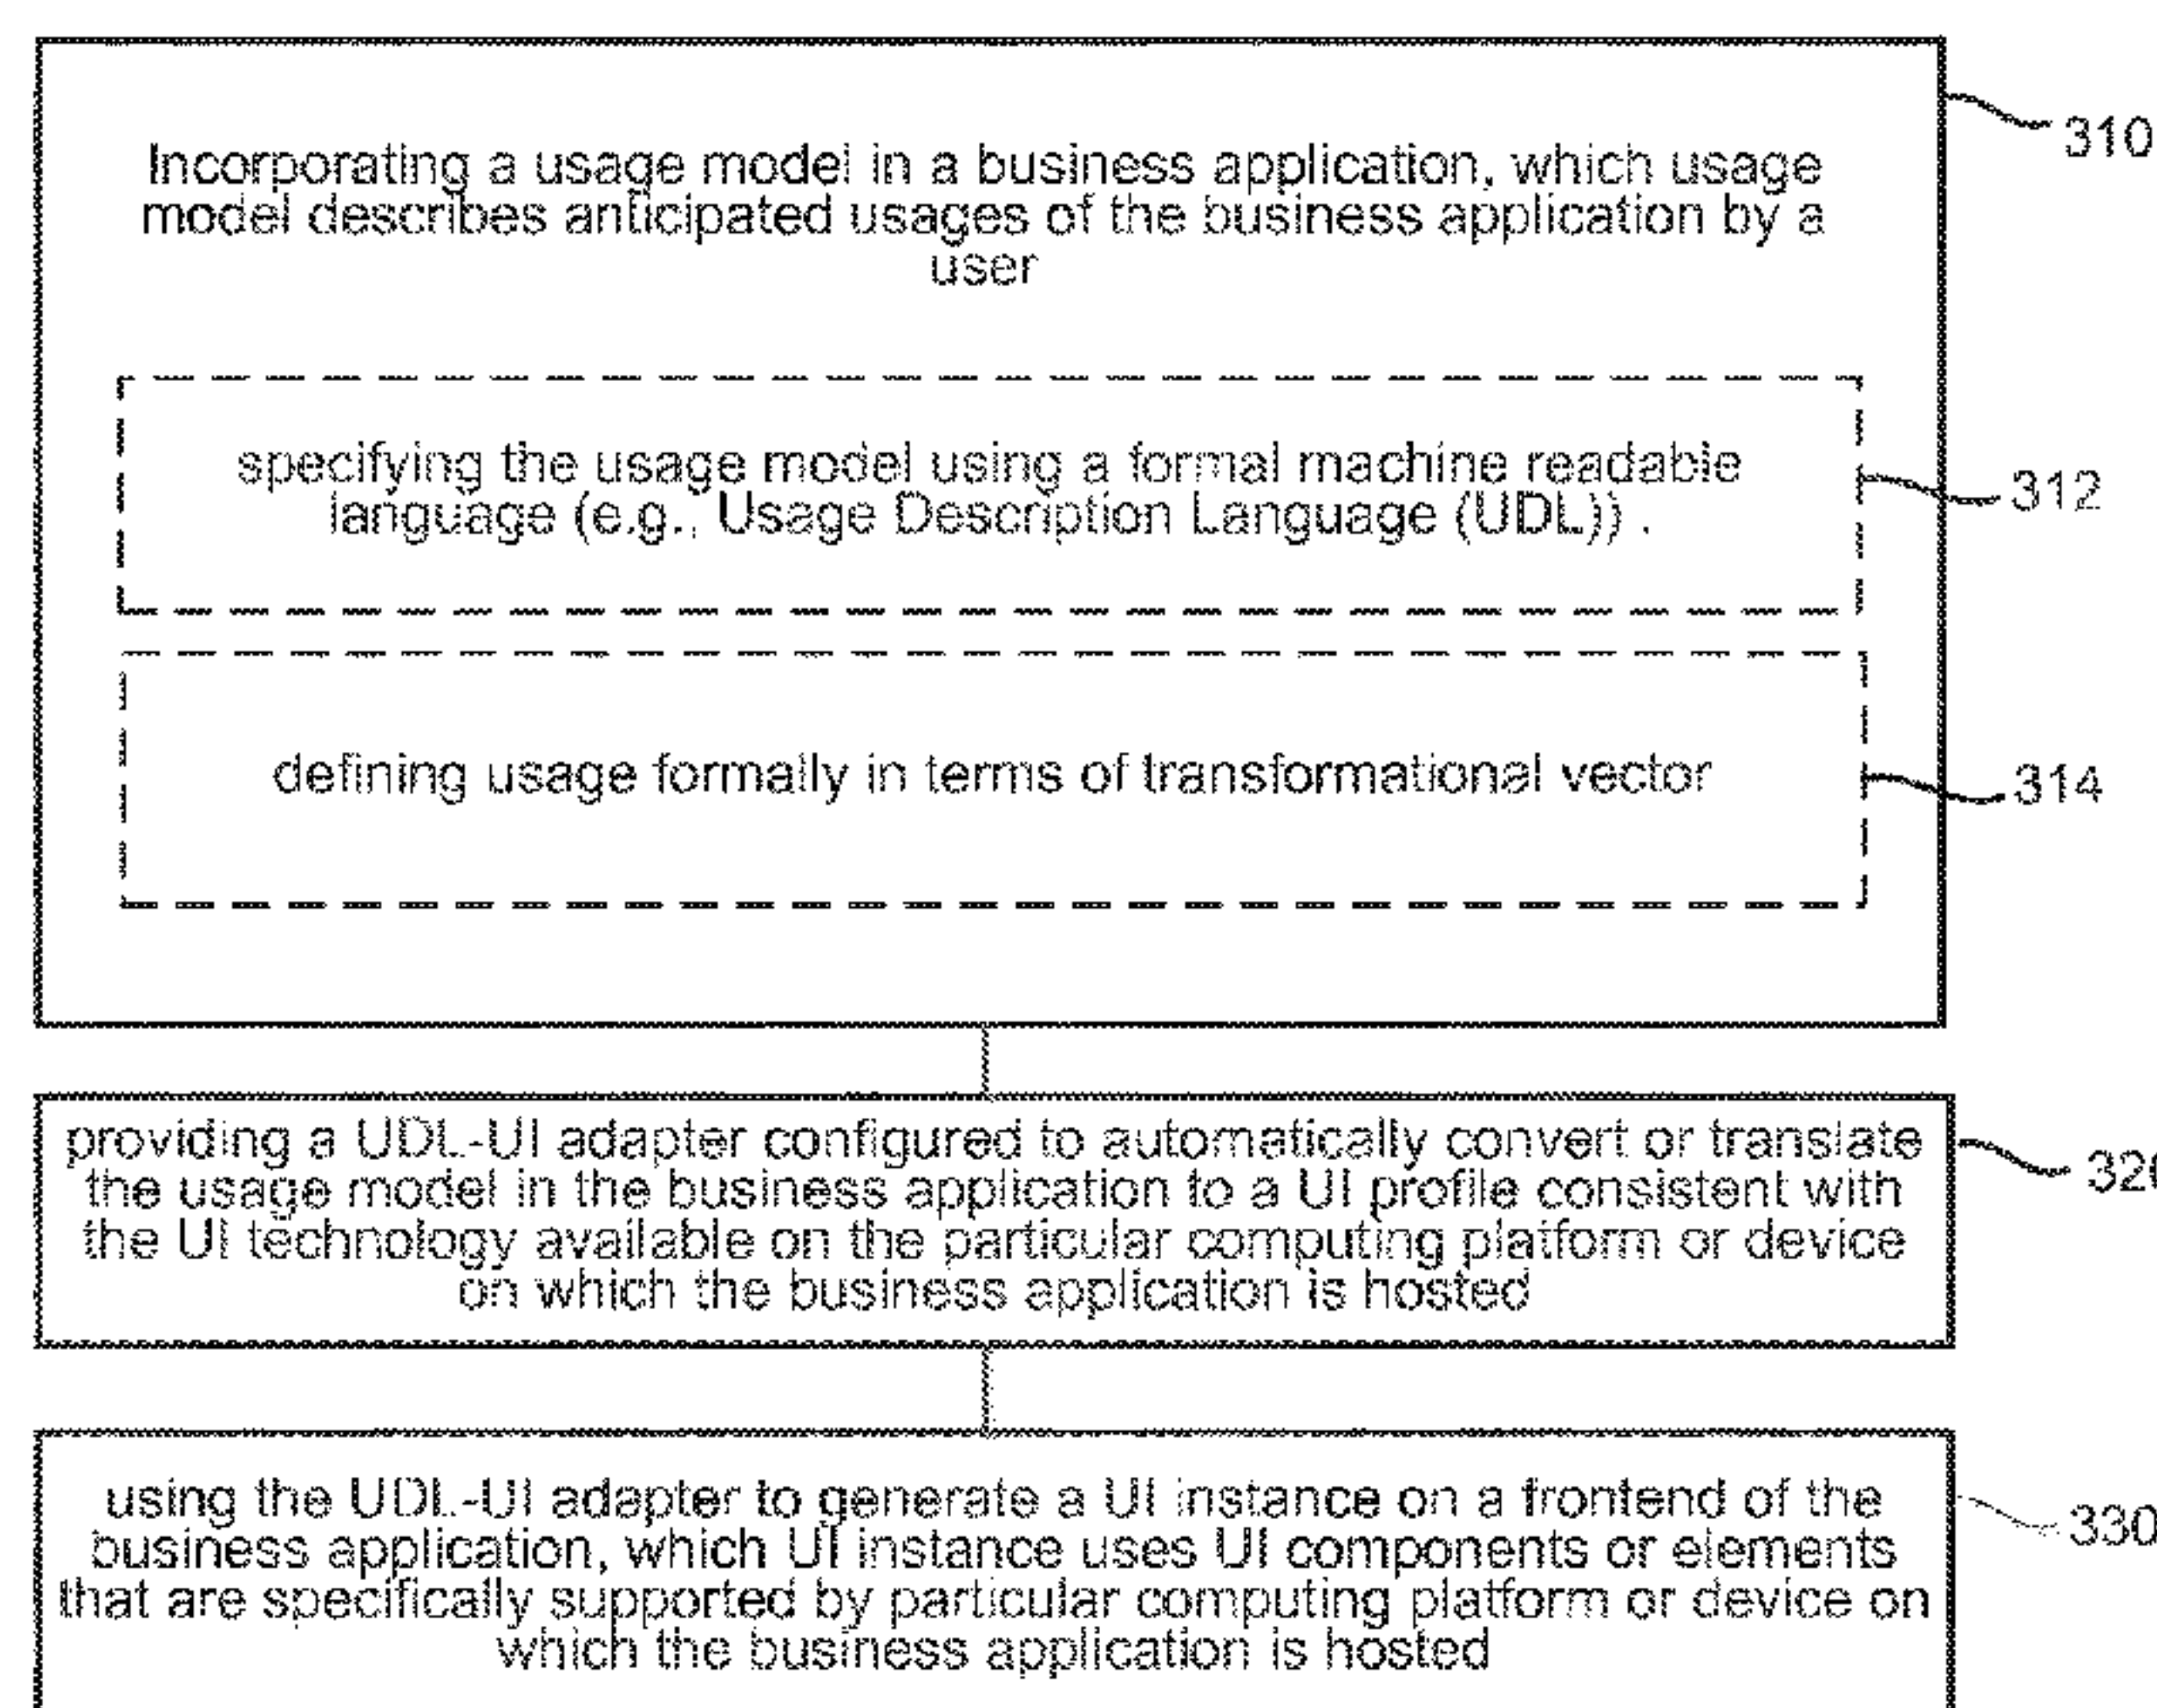 Incorporating a usage model in a business application, which usage
model describes anticipated usages of the business application by a
user
310
specifying the usage model using a formal machine readable
language (e.g., Usage Description Language (UDL)) .
312
defining usage formally in terms of transformational vector
314
providing a UDL-UI adapter configured to automatically convert or translate
the usage model in the business application to a UI profile consistent with
the UI technology available on the particular computing platform or device
on which the business application is hosted
320
using the UDL-UI adapter to generate a UI instance on a frontend of the
business application, which UI instance uses UI components or elements
that are specifically supported by particular computing platform or device on
which the business application is hosted
330